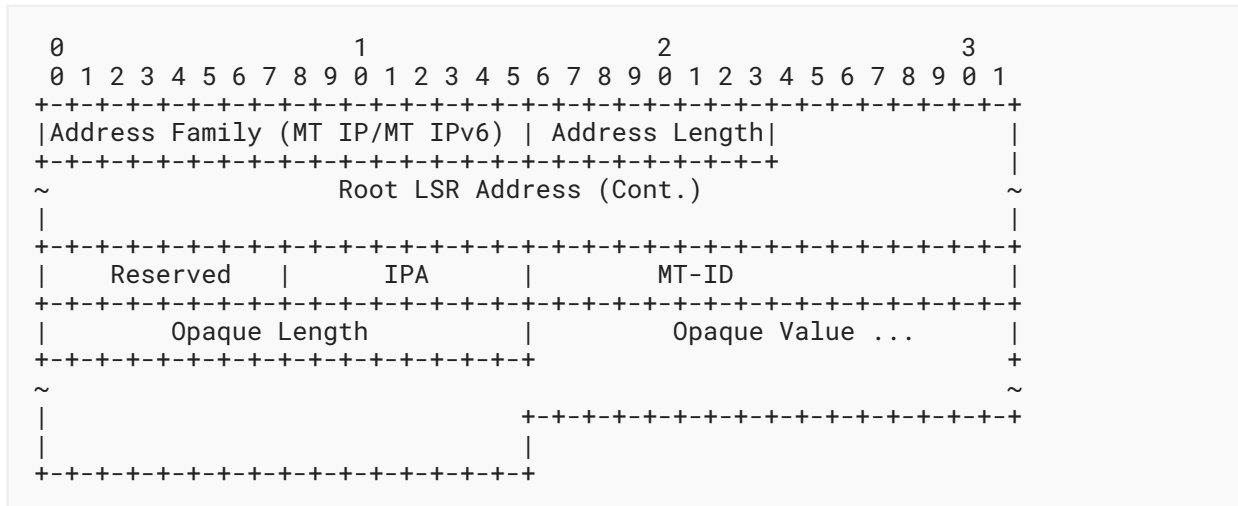 0                   1                   2                   3
 0 1 2 3 4 5 6 7 8 9 0 1 2 3 4 5 6 7 8 9 0 1 2 3 4 5 6 7 8 9 0 1
+-+-+-+-+-+-+-+-+-+-+-+-+-+-+-+-+-+-+-+-+-+-+-+-+-+-+-+-+-+-+-+-+
|Address Family (MT IP/MT IPv6) | Address Length|               |
+-+-+-+-+-+-+-+-+-+-+-+-+-+-+-+-+-+-+-+-+-+-+-+-+               |
~                   Root LSR Address (Cont.)                    ~
|                                                               |
+-+-+-+-+-+-+-+-+-+-+-+-+-+-+-+-+-+-+-+-+-+-+-+-+-+-+-+-+-+-+-+-+
|    Reserved   |      IPA      |        MT-ID                  |
+-+-+-+-+-+-+-+-+-+-+-+-+-+-+-+-+-+-+-+-+-+-+-+-+-+-+-+-+-+-+-+-+
|        Opaque Length          |         Opaque Value ...      |
+-+-+-+-+-+-+-+-+-+-+-+-+-+-+-+-+                               +
~                                                               ~
|                               +-+-+-+-+-+-+-+-+-+-+-+-+-+-+-+-+
|                               |
+-+-+-+-+-+-+-+-+-+-+-+-+-+-+-+-+